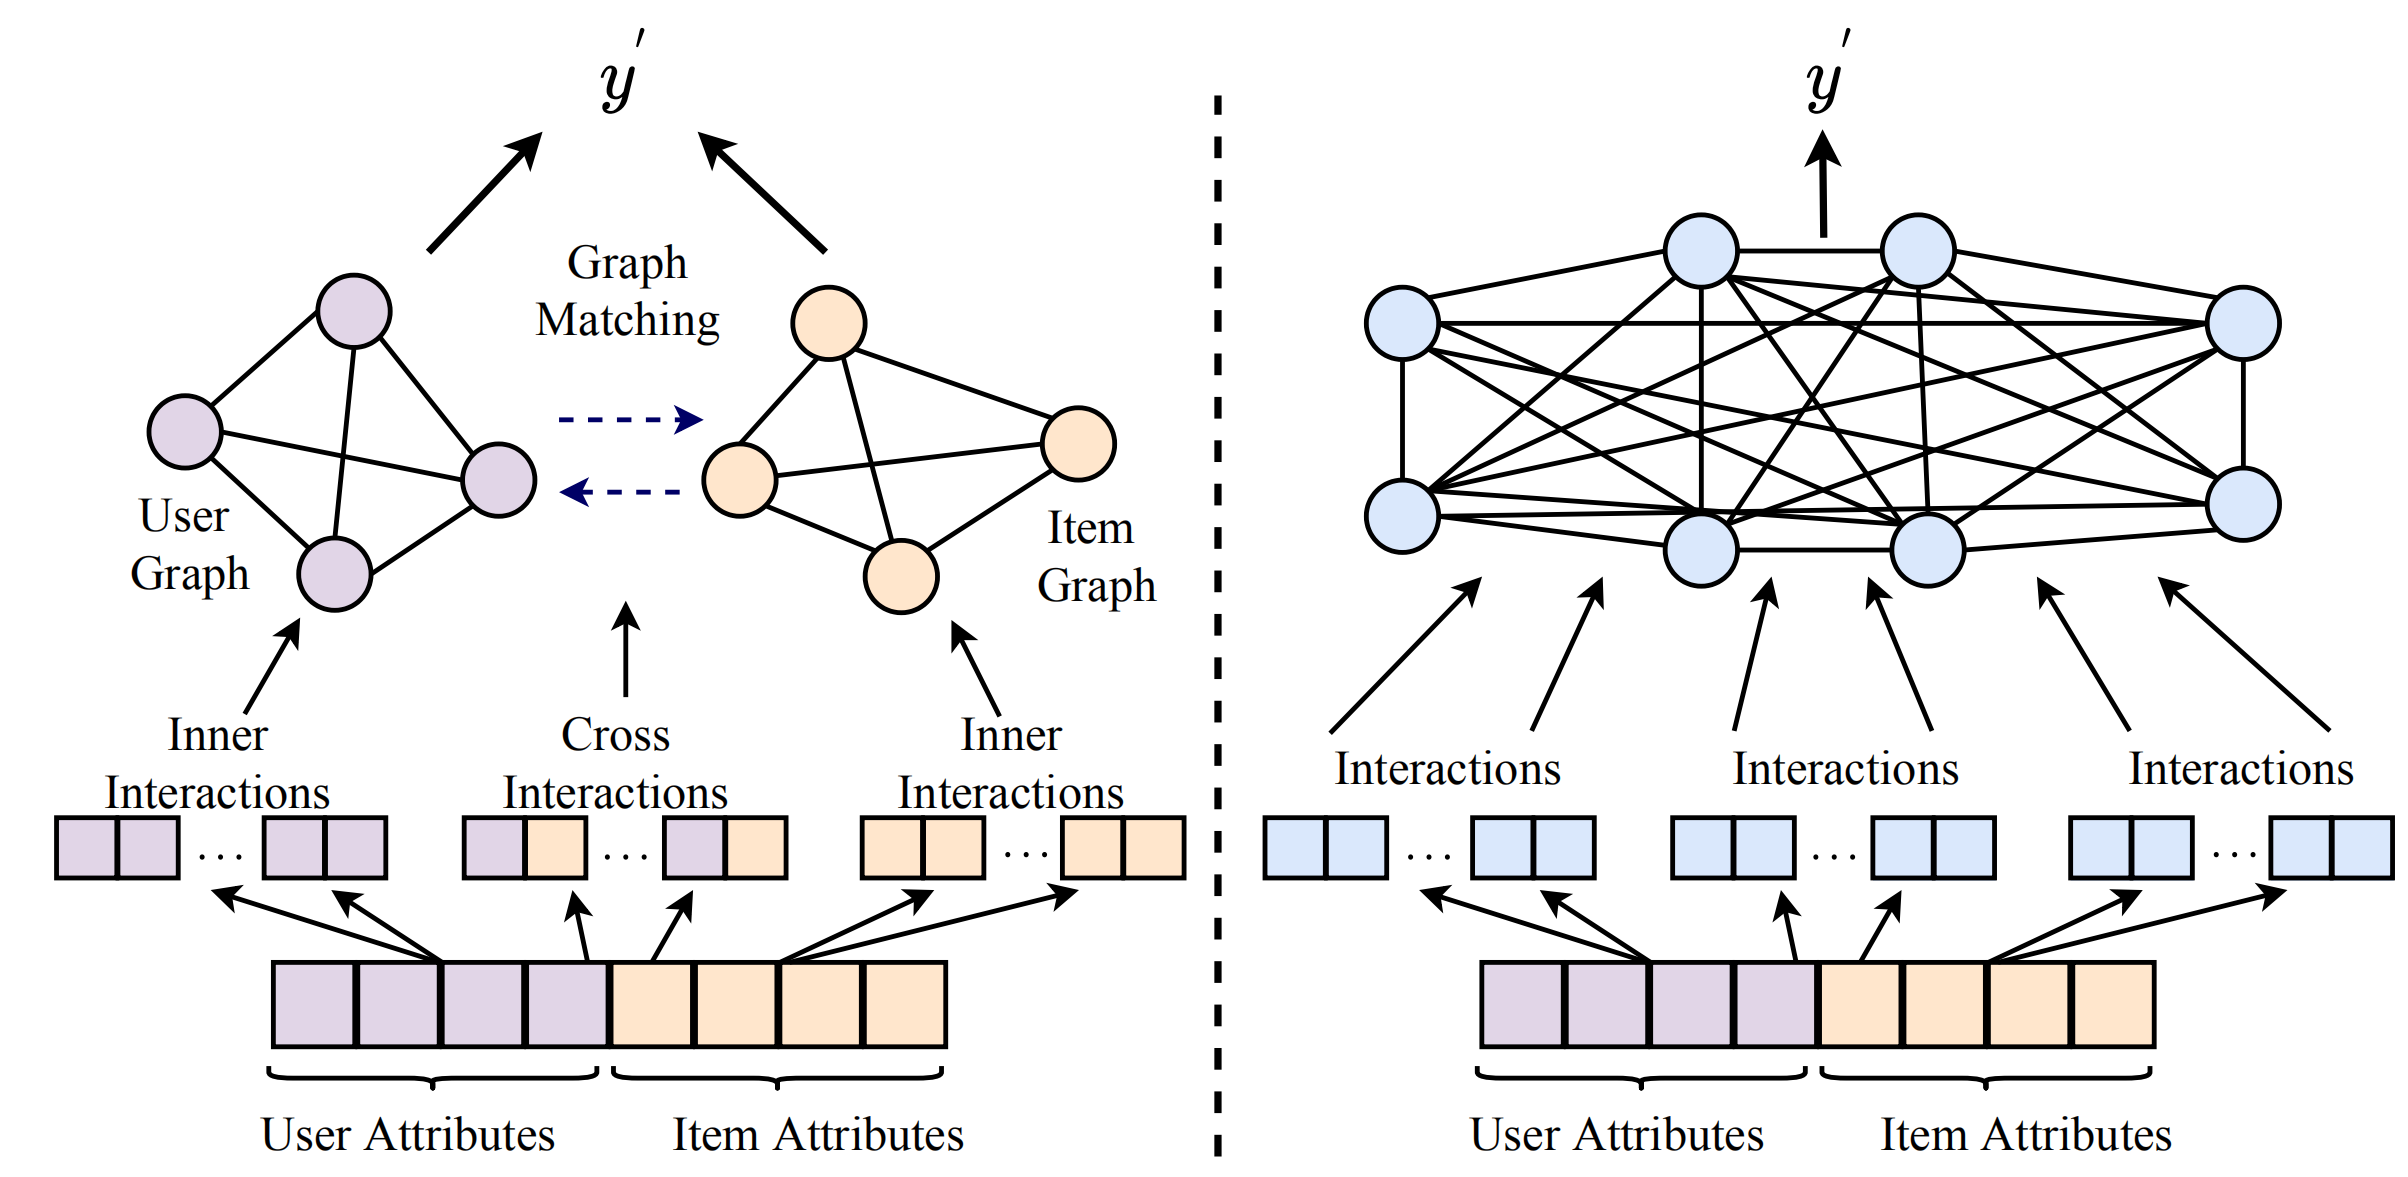 y′
Graph
Matching
User
Graph
Item
Graph
Inner
Interactions
Cross
Interactions
Inner
Interactions
...
...
...
User Attributes
Item Attributes
y′
Interactions
Interactions
Interactions
...
...
...
User Attributes
Item Attributes